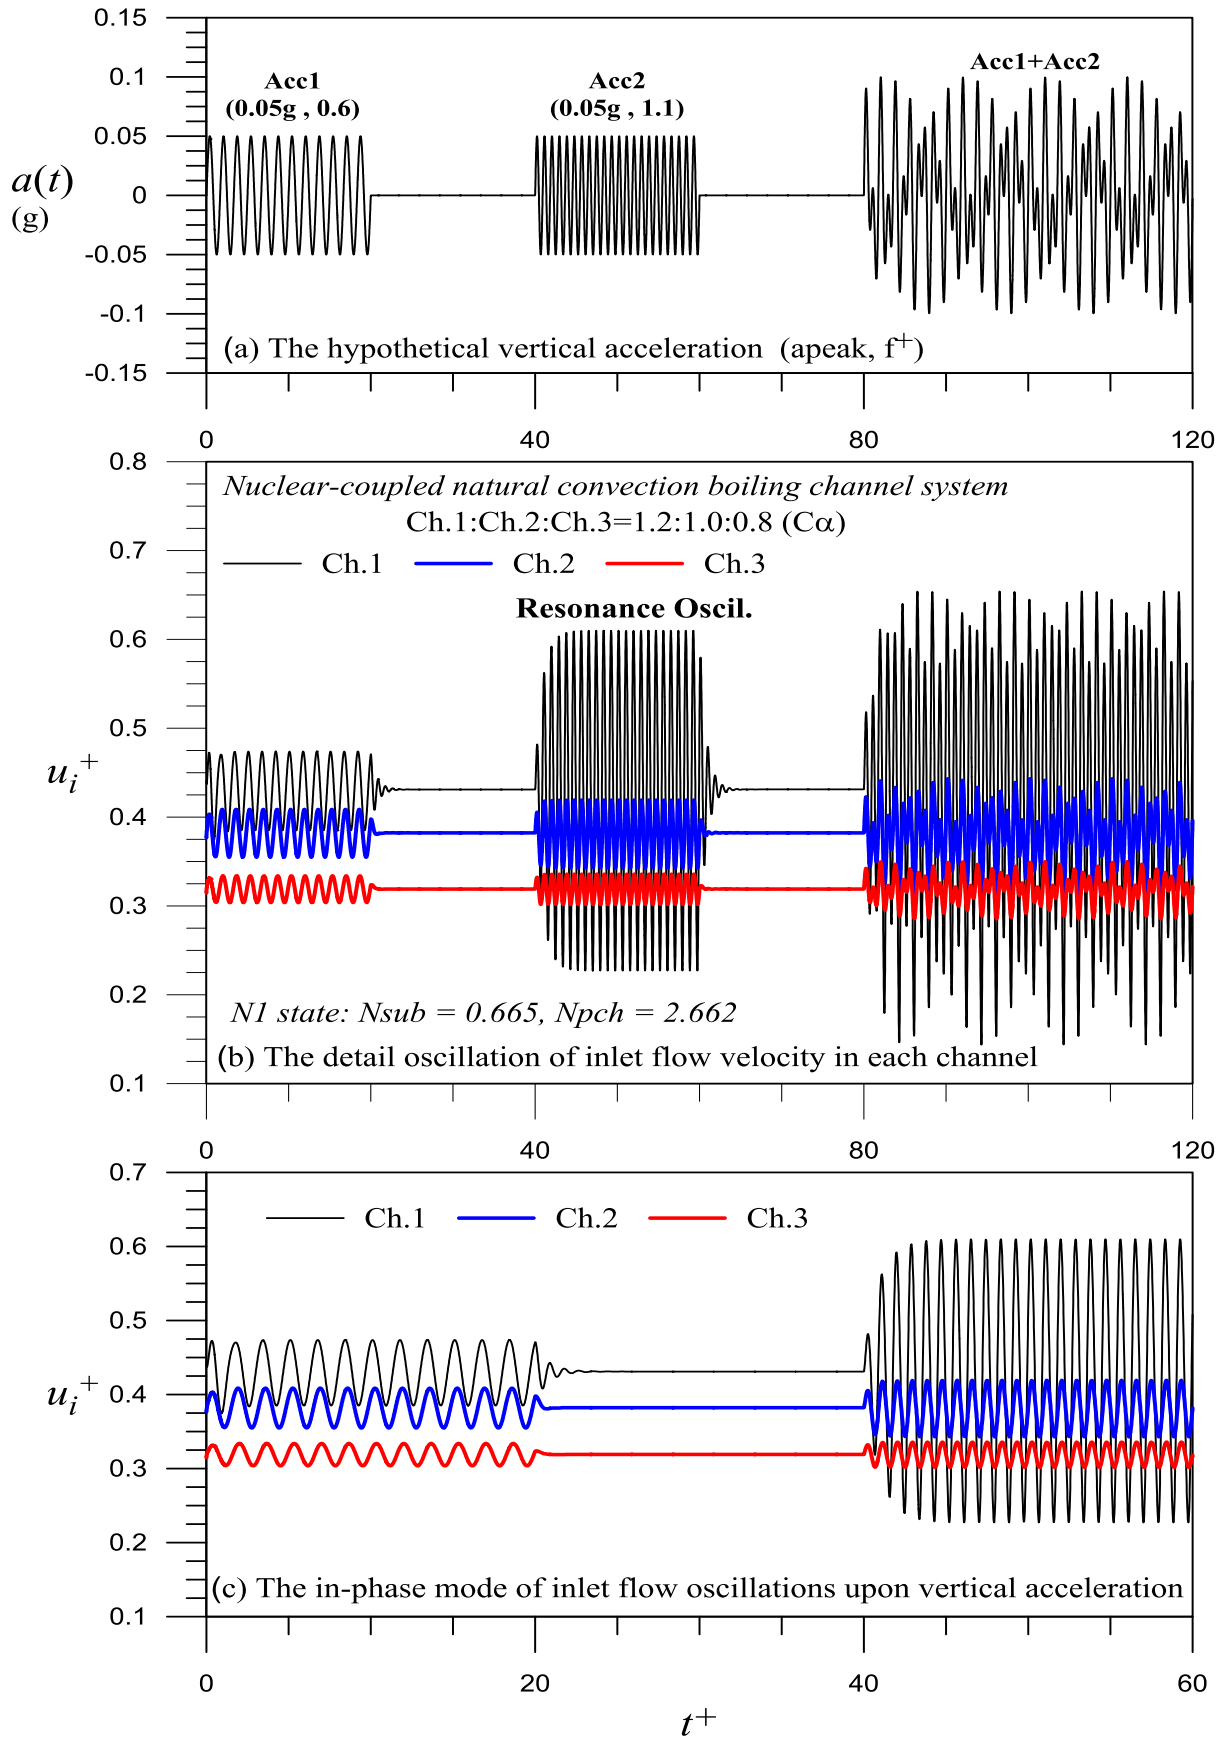 0.15
0.1
0.05
0
-0.05
-0.1
-0.15
a(t)
(g)
Acc1
(0.05g , 0.6)
Acc2
(0.05g , 1.1)
Acc1+Acc2
(a) The hypothetical vertical acceleration (apeak, f⁺)
0 40 80 120
0.8
0.7
0.6
0.5
0.4
0.3
0.2
0.1
uᵢ⁺
Nuclear-coupled natural convection boiling channel system
Ch.1:Ch.2:Ch.3=1.2:1.0:0.8 (Cα)
Ch.1 Ch.2 Ch.3
Resonance Oscil.
N1 state: Nsub = 0.665, Npch = 2.662
(b) The detail oscillation of inlet flow velocity in each channel
0 40 80 120
0.7
0.6
0.5
0.4
0.3
0.2
0.1
uᵢ⁺
Ch.1 Ch.2 Ch.3
(c) The in-phase mode of inlet flow oscillations upon vertical acceleration
0 20 40 60
t⁺